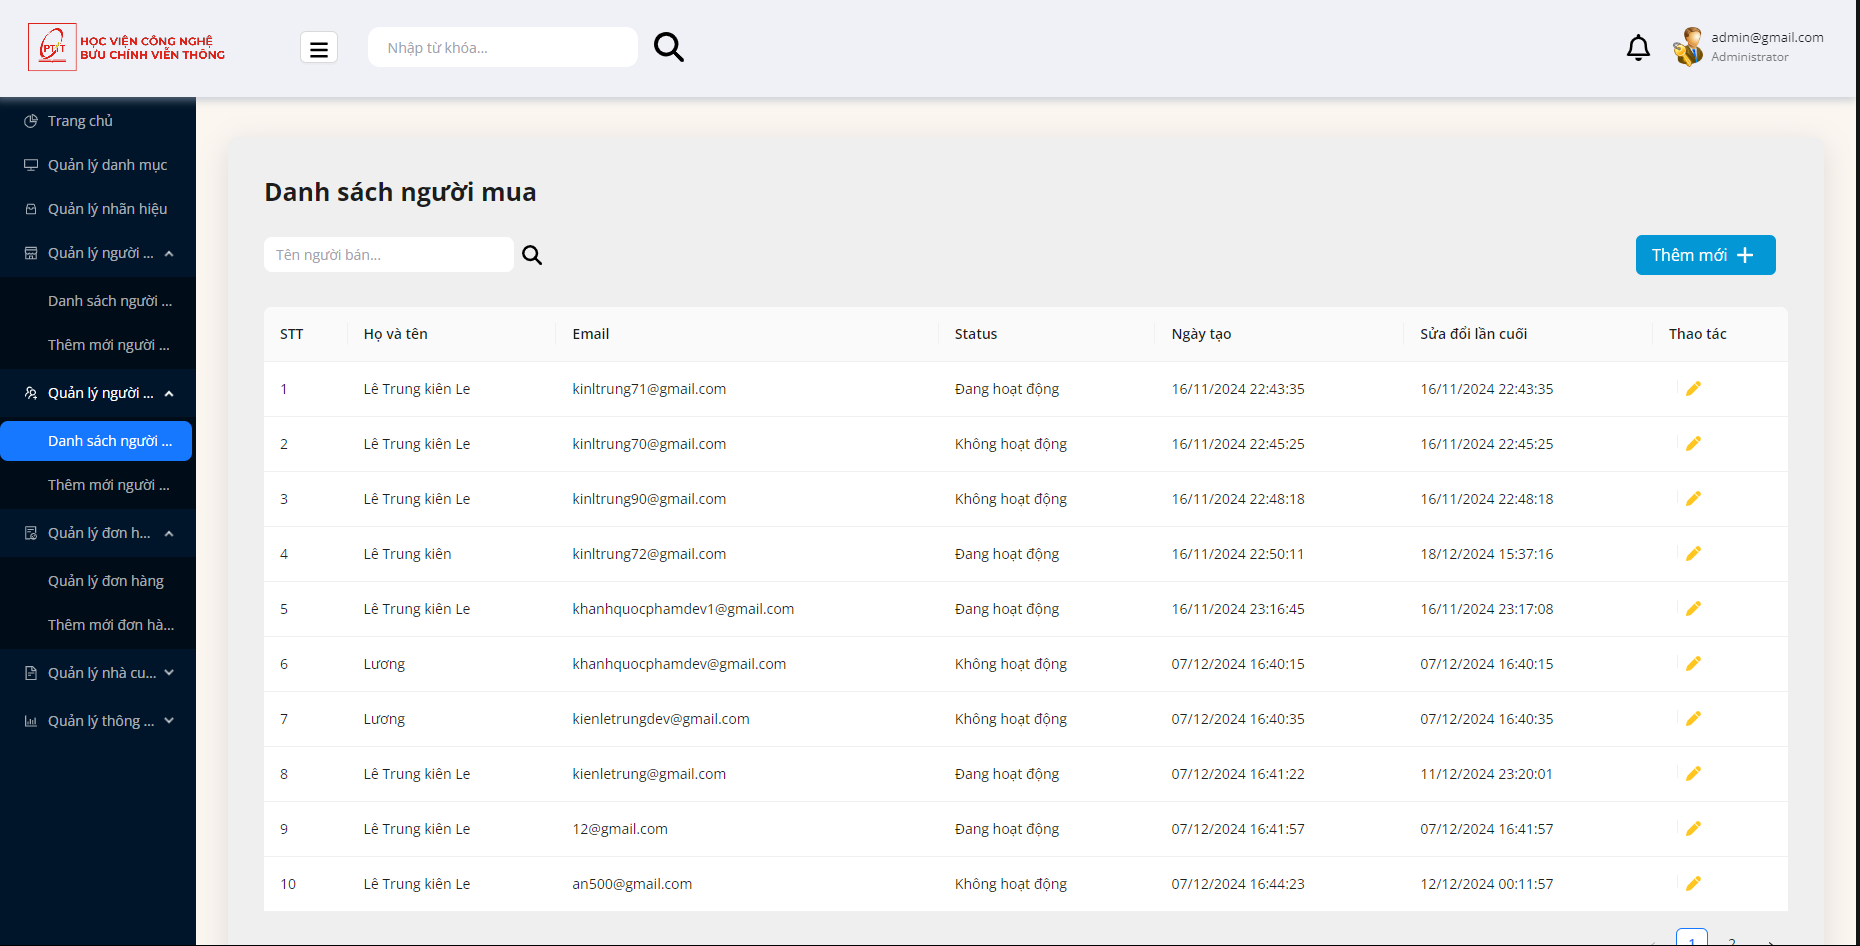 PTIT
HỌC VIỆN CÔNG NGHỆ
BƯU CHÍNH VIỄN THÔNG
Nhập từ khóa...
admin@gmail.com
Administrator
Trang chủ
Quản lý danh mục
Quản lý nhãn hiệu
Quản lý người ...
Danh sách người ...
Thêm mới người ...
Quản lý người ...
Danh sách người ...
Thêm mới người ...
Quản lý đơn h...
Quản lý đơn hàng
Thêm mới đơn hà...
Quản lý nhà cu...
Quản lý thông ...
Danh sách người mua
Tên người bán...
Thêm mới
STT Họ và tên Email Status Ngày tạo Sửa đổi lần cuối Thao tác
1 Lê Trung kiên Le kinltrung71@gmail.com Đang hoạt động 16/11/2024 22:43:35 16/11/2024 22:43:35
2 Lê Trung kiên Le kinltrung70@gmail.com Không hoạt động 16/11/2024 22:45:25 16/11/2024 22:45:25
3 Lê Trung kiên Le kinltrung90@gmail.com Không hoạt động 16/11/2024 22:48:18 16/11/2024 22:48:18
4 Lê Trung kiên kinltrung72@gmail.com Đang hoạt động 16/11/2024 22:50:11 18/12/2024 15:37:16
5 Lê Trung kiên Le khanhquocphamdev1@gmail.com Đang hoạt động 16/11/2024 23:16:45 16/11/2024 23:17:08
6 Lương khanhquocphamdev@gmail.com Không hoạt động 07/12/2024 16:40:15 07/12/2024 16:40:15
7 Lương kienletrungdev@gmail.com Không hoạt động 07/12/2024 16:40:35 07/12/2024 16:40:35
8 Lê Trung kiên Le kienletrung@gmail.com Đang hoạt động 07/12/2024 16:41:22 11/12/2024 23:20:01
9 Lê Trung kiên Le 12@gmail.com Đang hoạt động 07/12/2024 16:41:57 07/12/2024 16:41:57
10 Lê Trung kiên Le an500@gmail.com Không hoạt động 07/12/2024 16:44:23 12/12/2024 00:11:57
1 2